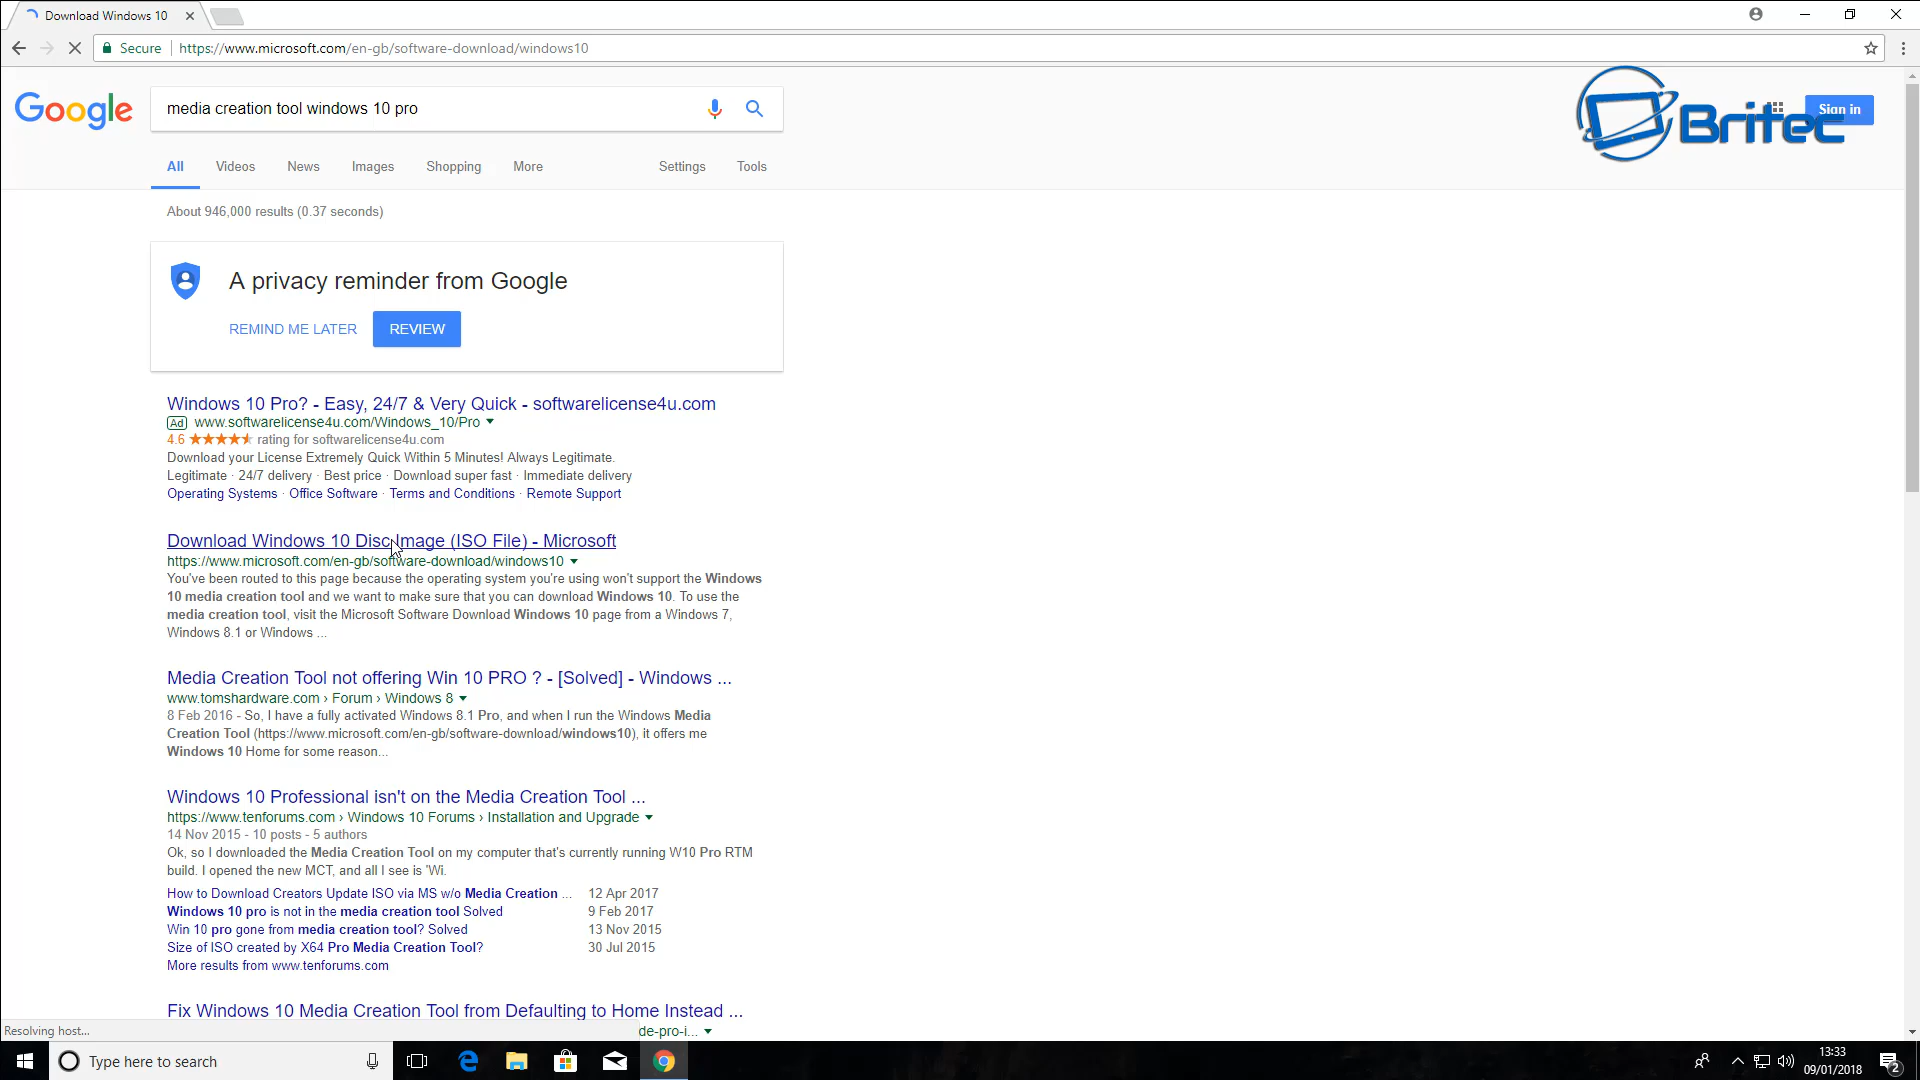 Download Windows 10
Secure
https://www.microsoft.com/en-gb/software-download/windows10
Google
media creation tool windows 10 pro
Britec
Sign in
All Videos News Images Shopping More Settings Tools
About 946,000 results (0.37 seconds)
A privacy reminder from Google
REMIND ME LATER REVIEW
Windows 10 Pro? - Easy, 24/7 & Very Quick - softwarelicense4u.com
Ad www.softwarelicense4u.com/Windows_10/Pro
4.6 rating for softwarelicense4u.com
Download your License Extremely Quick Within 5 Minutes! Always Legitimate.
Legitimate · 24/7 delivery · Best price · Download super fast · Immediate delivery
Operating Systems · Office Software · Terms and Conditions · Remote Support
Download Windows 10 Disc Image (ISO File) - Microsoft
https://www.microsoft.com/en-gb/software-download/windows10
You've been routed to this page because the operating system you're using won't support the Windows
10 media creation tool and we want to make sure that you can download Windows 10. To use the
media creation tool, visit the Microsoft Software Download Windows 10 page from a Windows 7,
Windows 8.1 or Windows ...
Media Creation Tool not offering Win 10 PRO ? - [Solved] - Windows ...
www.tomshardware.com › Forum › Windows 8
8 Feb 2016 - So, I have a fully activated Windows 8.1 Pro, and when I run the Windows Media
Creation Tool (https://www.microsoft.com/en-gb/software-download/windows10), it offers me
Windows 10 Home for some reason...
Windows 10 Professional isn't on the Media Creation Tool ...
https://www.tenforums.com › Windows 10 Forums › Installation and Upgrade
14 Nov 2015 - 10 posts - 5 authors
Ok, so I downloaded the Media Creation Tool on my computer that's currently running W10 Pro RTM
build. I opened the new MCT, and all I see is 'Wi.
How to Download Creators Update ISO via MS w/o Media Creation ... 12 Apr 2017
Windows 10 pro is not in the media creation tool Solved 9 Feb 2017
Win 10 pro gone from media creation tool? Solved 13 Nov 2015
Size of ISO created by X64 Pro Media Creation Tool? 30 Jul 2015
More results from www.tenforums.com
Fix Windows 10 Media Creation Tool from Defaulting to Home Instead ...
Resolving host... de-pro-i...
Type here to search
13:33
09/01/2018
2